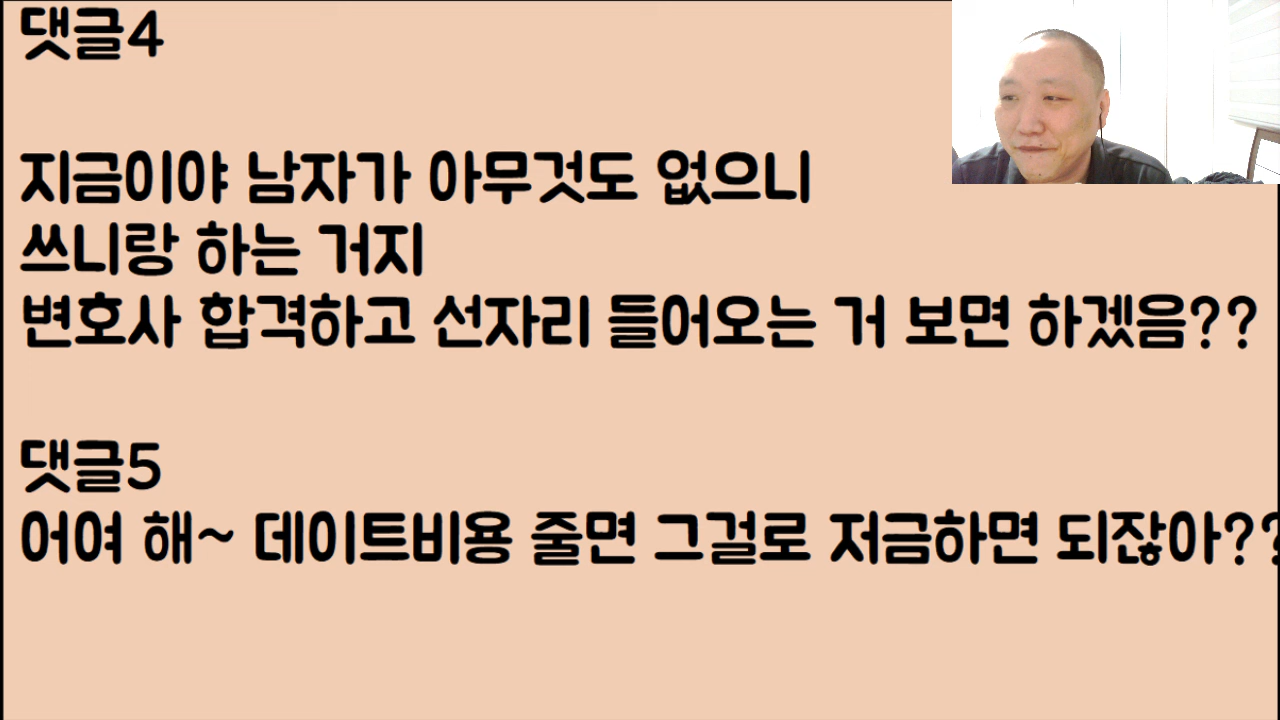 댓글4
지금이야 남자가 아무것도 없으니
쓰니랑 하는 거지
변호사 합격하고 선자리 들어오는 거 보면 하겠음??
댓글5
어여 해~ 데이트비용 줄면 그걸로 저금하면 되잖아??